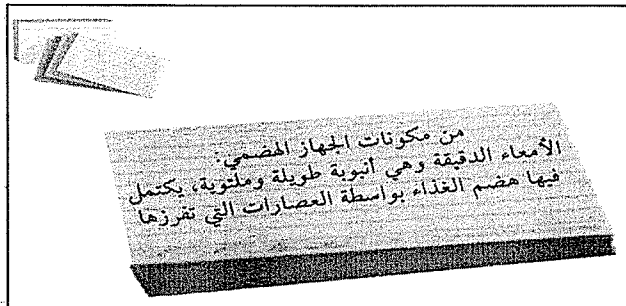 من مكونات الجهاز الهضمي:
الأمعاء الدقيقة وهي أنبوبة طويلة وملتوية، يكتمل
فيها هضم الغذاء بواسطة العصارات التي تفرزها